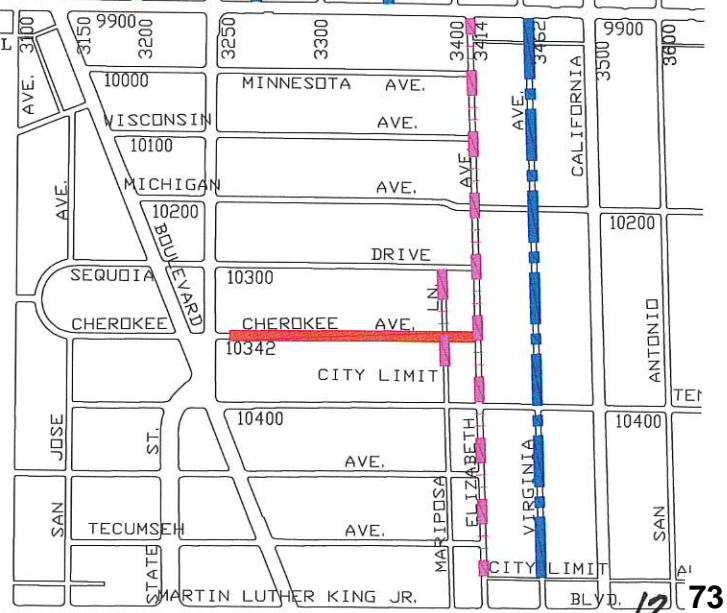 3100
3150
9900
3200
3250
3300
3400
3414
3462
9900
3500
3600
L
AVE.
10000
MINNESOTA AVE.
CALIFORNIA
WISCONSIN AVE.
AVE.
10100
AVE.
MICHIGAN AVE.
AVE.
10200
10200
BOULEVARD
DRIVE
SEQUOIA
10300
LN.
ANTONIO
CHEROKEE
CHEROKEE AVE.
10342
CITY LIMIT
10400
10400
JOSE
ST.
ELIZABETH
VIRGINIA
AVE.
MARIPOSA
SAN
SAN
TECUMSEH AVE.
STATE
CITY LIMIT
MARTIN LUTHER KING JR. BLVD.
73